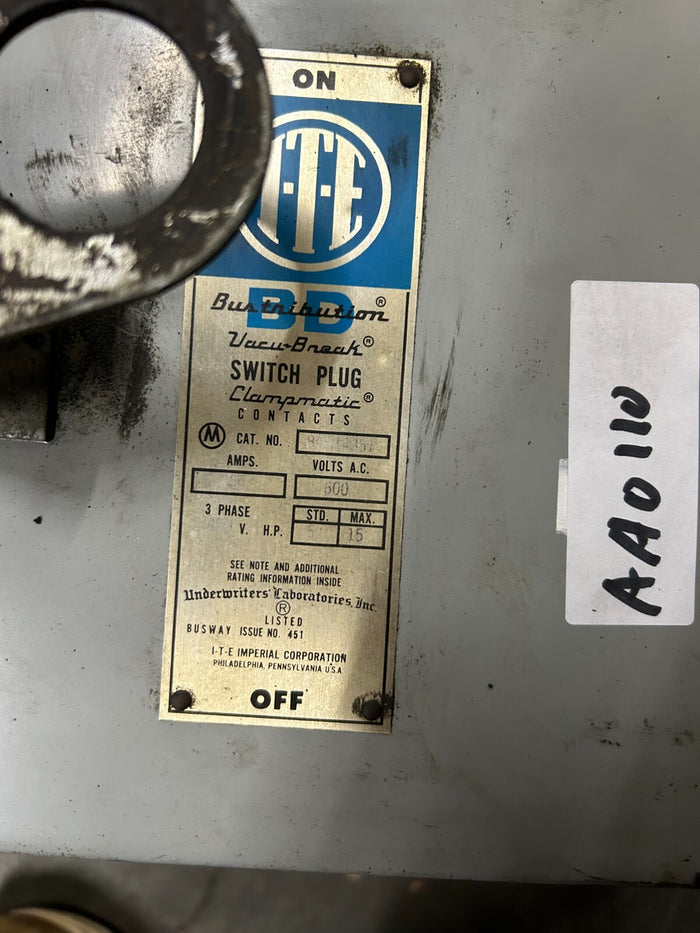 ON
I-T-E
BD
Bustribution®
Vacu-Break®
SWITCH PLUG
Clampmatic®
CONTACTS
M CAT. NO.
AMPS. VOLTS A.C.
600
3 PHASE STD. MAX.
V. H.P. 15
SEE NOTE AND ADDITIONAL
RATING INFORMATION INSIDE
Underwriters' Laboratories, Inc.
®
LISTED
BUSWAY ISSUE NO. 451
I-T-E IMPERIAL CORPORATION
PHILADELPHIA, PENNSYLVANIA U.S.A
OFF
AA0110